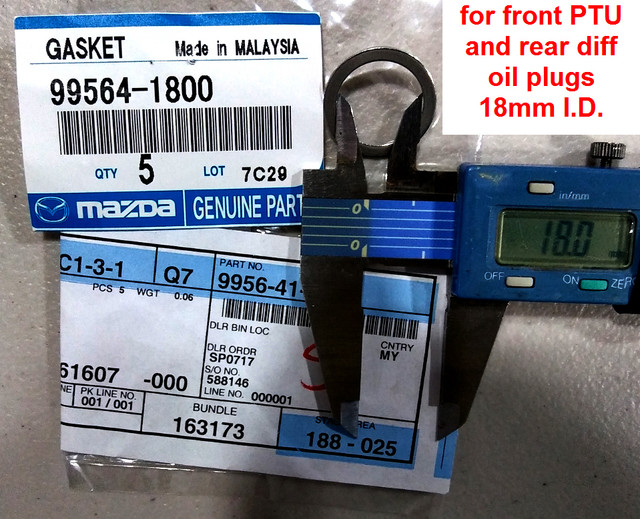 for front PTU
and rear diff
oil plugs
18mm I.D.
GASKET Made in MALAYSIA
99564-1800
QTY 5 LOT 7C29
mazda GENUINE PART
in/mm
18.0
OFF ON ZER
C1-3-1 Q7 PART NO.
9956-41-
PCS 5 WGT 0.06
DLR BIN LOC
DLR ORDR
SP0717
CNTRY
MY
S/O NO.
588146
LINE NO. 000001
61607 -000
NE PK LINE NO.
001 / 001
BUNDLE
163173
AREA
188 - 025